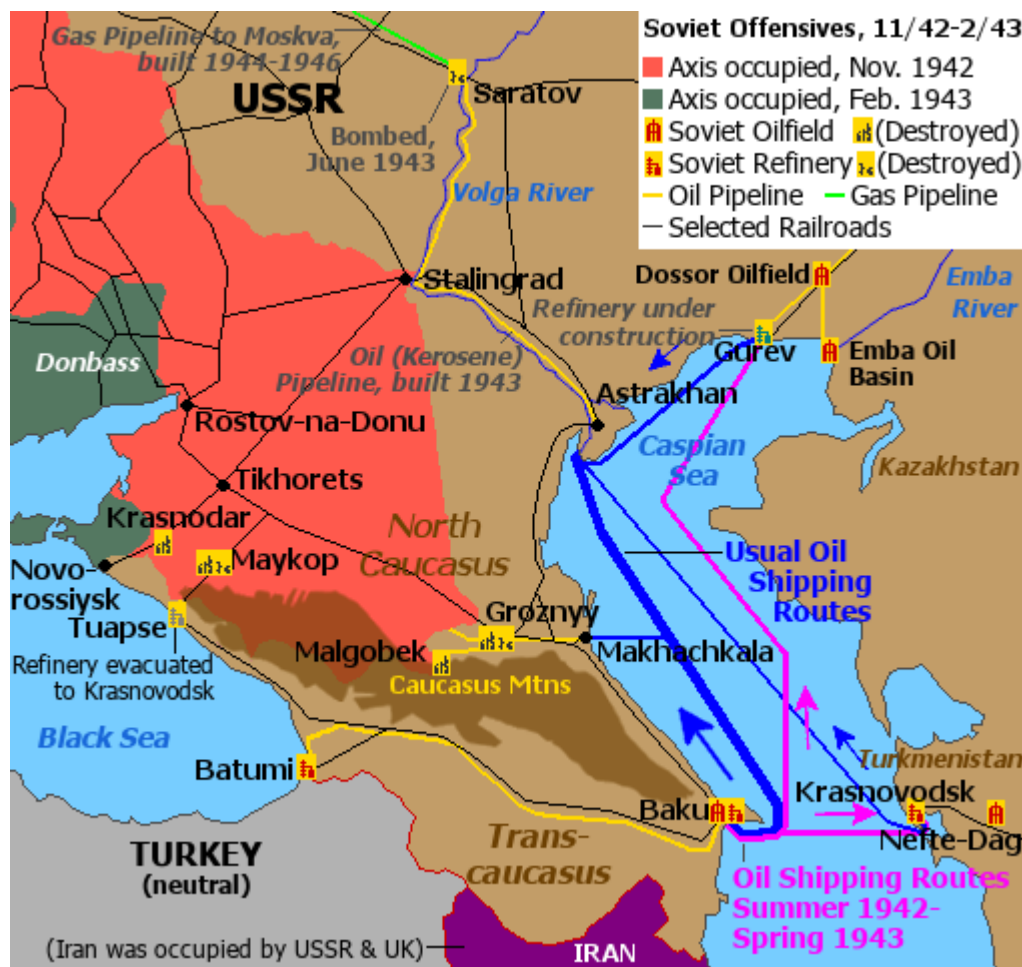 Soviet Offensives, 11/42-2/43
Axis occupied, Nov. 1942
Axis occupied, Feb. 1943
Soviet Oilfield (Destroyed)
Soviet Refinery (Destroyed)
Oil Pipeline Gas Pipeline
Selected Railroads
Gas Pipeline to Moskva,
built 1944-1946
USSR
Saratov
Bombed,
June 1943
Volga River
Stalingrad
Dossor Oilfield
Emba
River
Refinery under
construction
Gurev
Emba Oil
Basin
Donbass
Oil (Kerosene)
Pipeline, built 1943
Astrakhan
Rostov-na-Donu
Caspian
Sea
Kazakhstan
Tikhorets
Krasnodar
North
Caucasus
Maykop
Novo-
rossiysk
Usual Oil
Shipping
Routes
Tuapse
Groznyy
Malgobek
Makhachkala
Refinery evacuated
to Krasnovodsk
Caucasus Mtns
Black Sea
Turkmenistan
Batumi
Krasnovodsk
Baku
Nefte-Dag
Trans-
caucasus
TURKEY
(neutral)
Oil Shipping Routes
Summer 1942-
Spring 1943
(Iran was occupied by USSR & UK)
IRAN